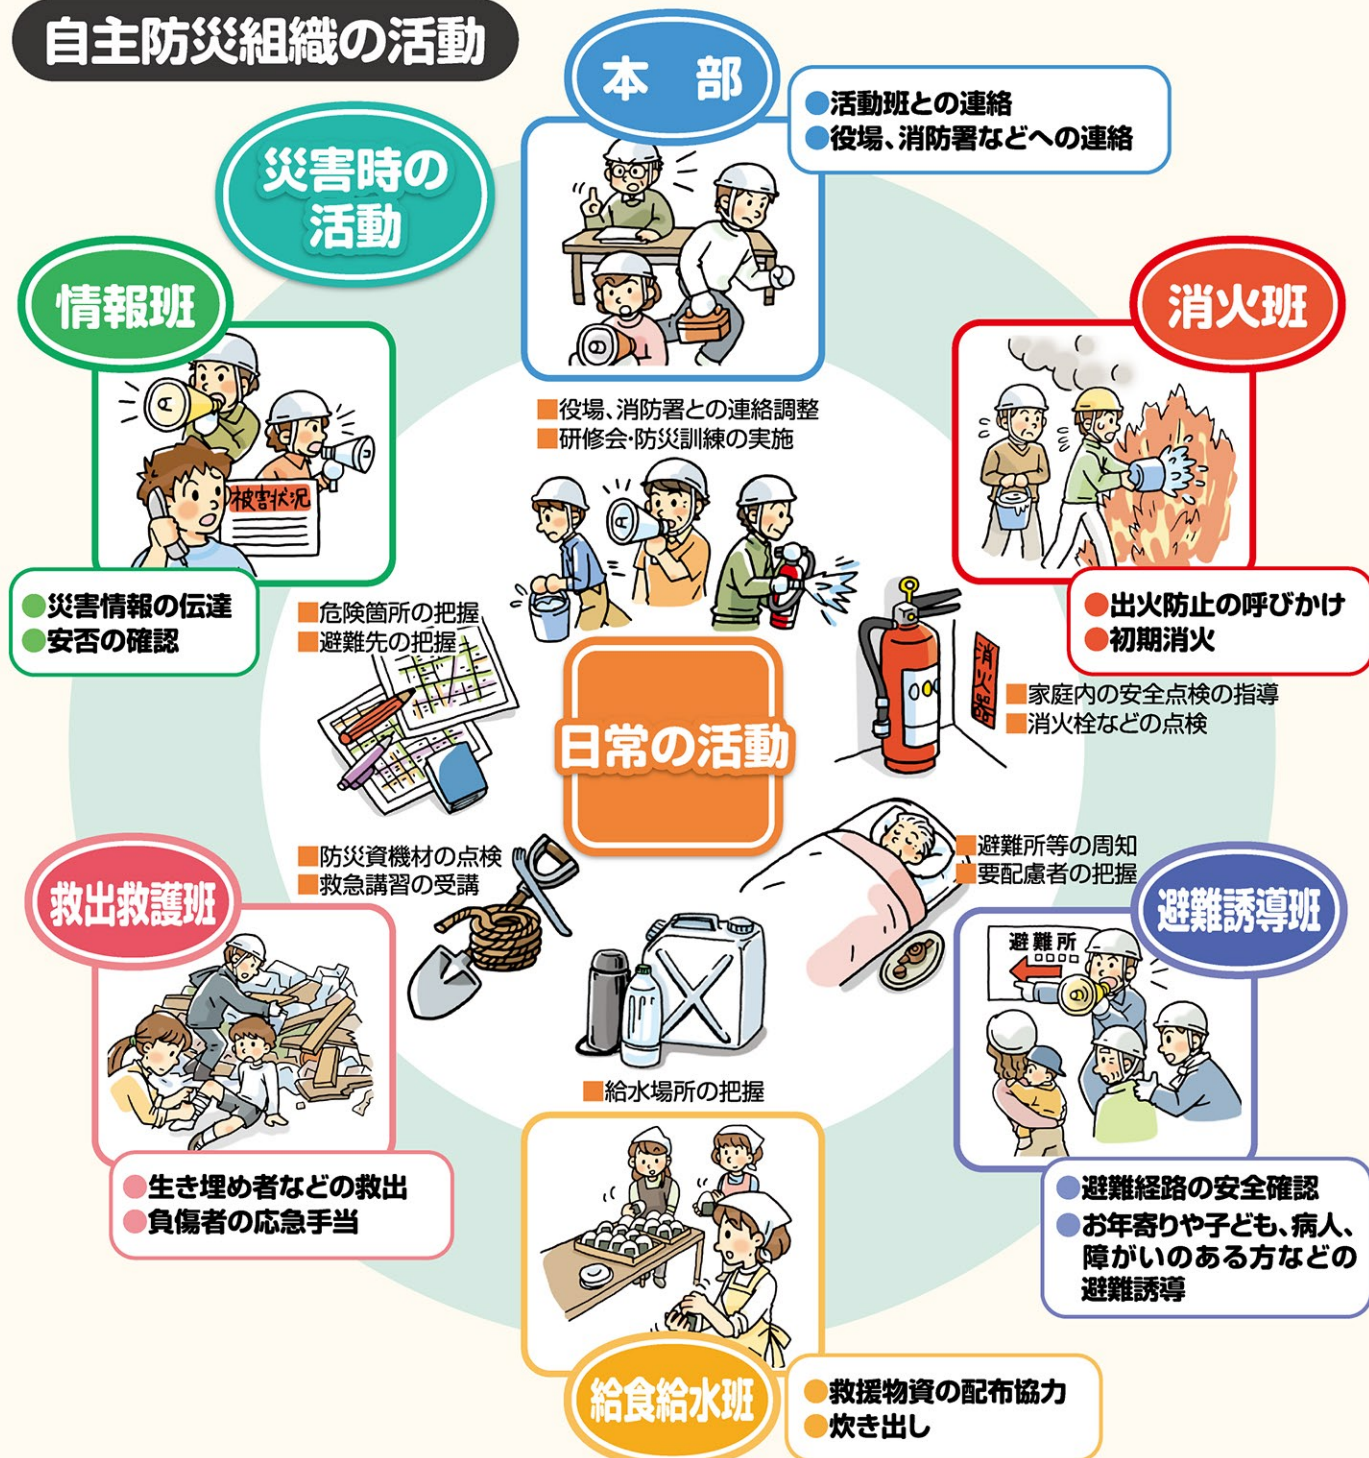 自主防災組織の活動
本 部
●活動班との連絡
●役場、消防署などへの連絡
災害時の
活動
情報班
被害状況
●災害情報の伝達
●安否の確認
消火班
●出火防止の呼びかけ
●初期消火
■役場、消防署との連絡調整
■研修会・防災訓練の実施
■危険箇所の把握
■避難先の把握
消火器
■家庭内の安全点検の指導
■消火栓などの点検
日常の活動
■防災資機材の点検
■救急講習の受講
■避難所等の周知
■要配慮者の把握
救出救護班
●生き埋め者などの救出
●負傷者の応急手当
避難誘導班
避難所
●避難経路の安全確認
●お年寄りや子ども、病人、
障がいのある方などの
避難誘導
■給水場所の把握
給食給水班
●救援物資の配布協力
●炊き出し